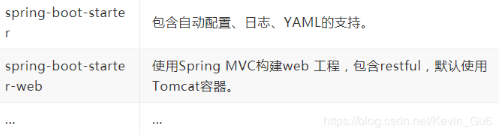 spring-boot-starte
r
包含自动配置、日志、YAML的支持。
spring-boot-starte
r-web
使用Spring MVC构建web 工程，包含restful，默认使用
Tomcat容器。
...
...
https://blog.csdn.net/Kevin_Gu6